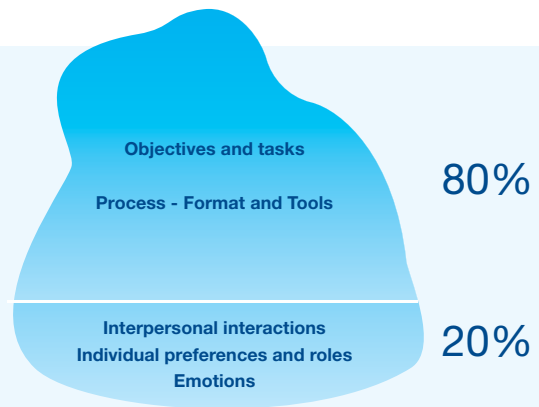 Objectives and tasks
80%
Process - Format and Tools
Interpersonal interactions
Individual preferences and roles
20%
Emotions